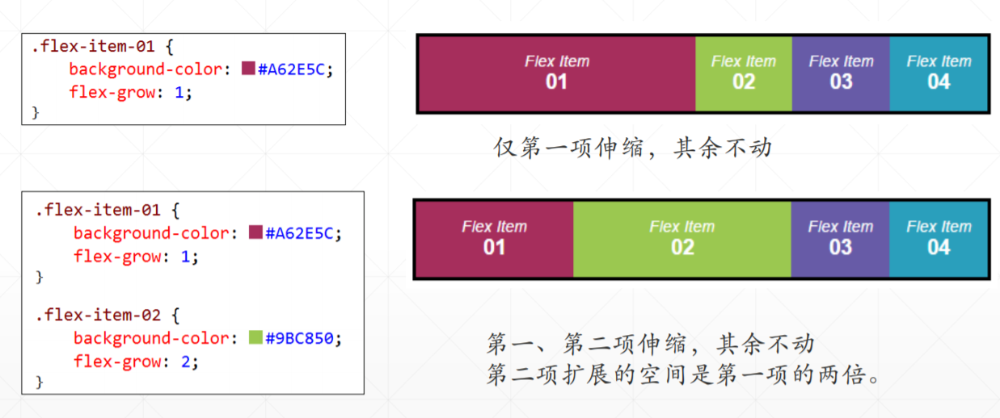 .flex-item-01 {
background-color: #A62E5C;
flex-grow: 1;
}
Flex Item
01
Flex Item
02
Flex Item
03
Flex Item
04
仅第一项伸缩，其余不动
.flex-item-01 {
background-color: #A62E5C;
flex-grow: 1;
}
.flex-item-02 {
background-color: #9BC850;
flex-grow: 2;
}
Flex Item
01
Flex Item
02
Flex Item
03
Flex Item
04
第一、第二项伸缩，其余不动
第二项扩展的空间是第一项的两倍。